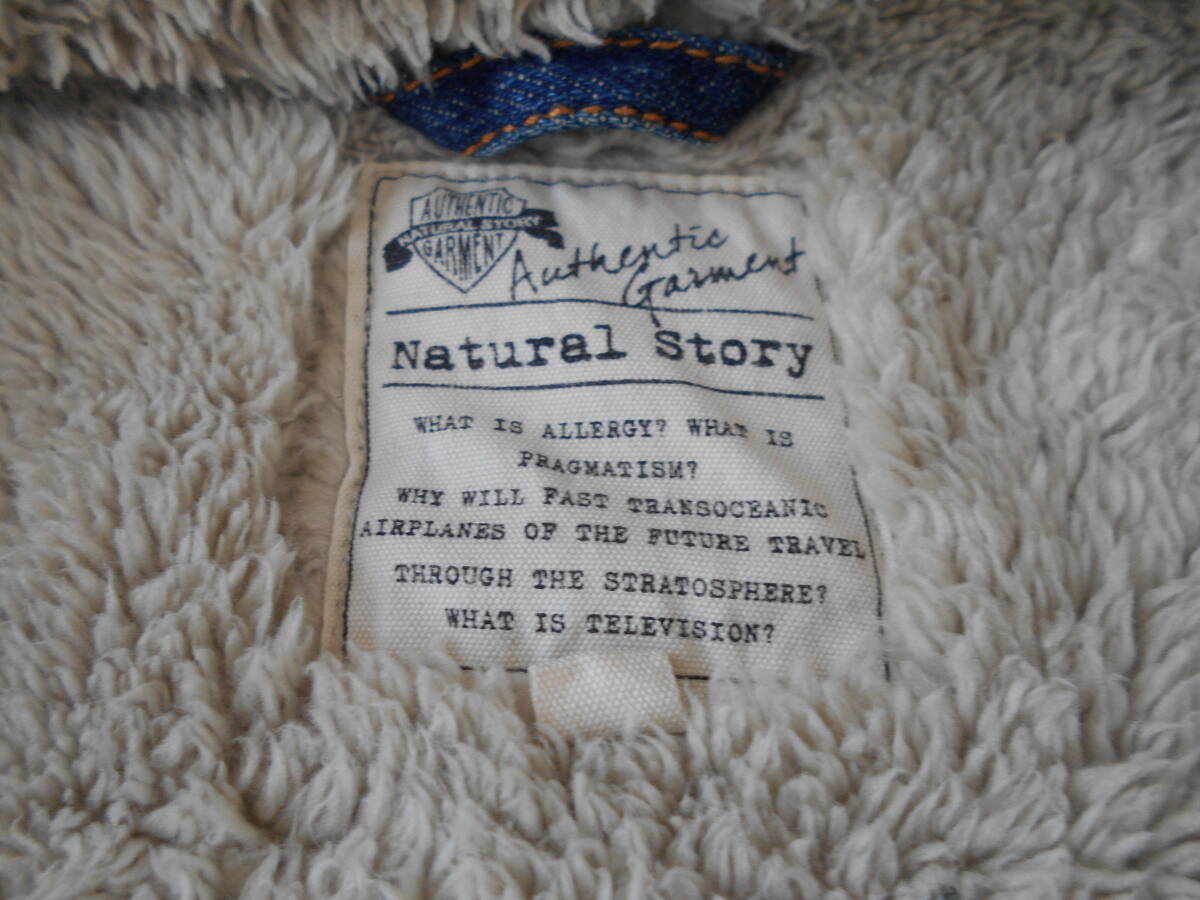 AUTHENTIC
NATURAL STORY
GARMENT
Authentic
Garment
Natural Story
WHAT IS ALLERGY? WHAT IS
PRAGMATISM?
WHY WILL FAST TRANSOCEANIC
AIRPLANES OF THE FUTURE TRAVEL
THROUGH THE STRATOSPHERE?
WHAT IS TELEVISION?